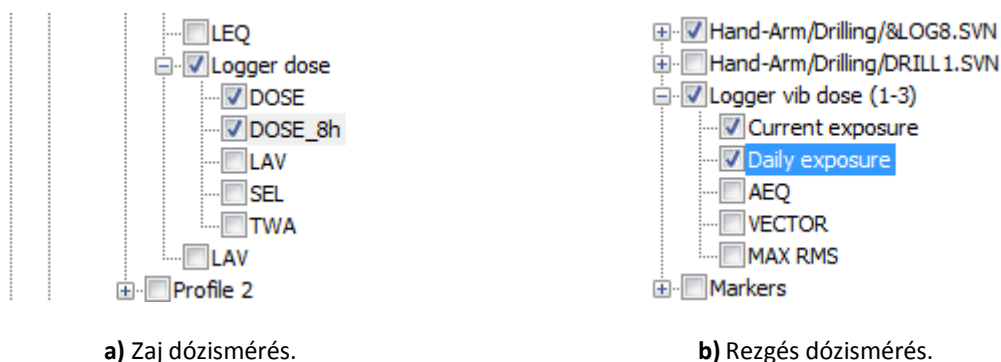 LEQ
Logger dose
DOSE
DOSE_8h
LAV
SEL
TWA
LAV
Profile 2
a) Zaj dózismérés.
Hand-Arm/Drilling/&LOG8.SVN
Hand-Arm/Drilling/DRILL1.SVN
Logger vib dose (1-3)
Current exposure
Daily exposure
AEQ
VECTOR
MAX RMS
Markers
b) Rezgés dózismérés.